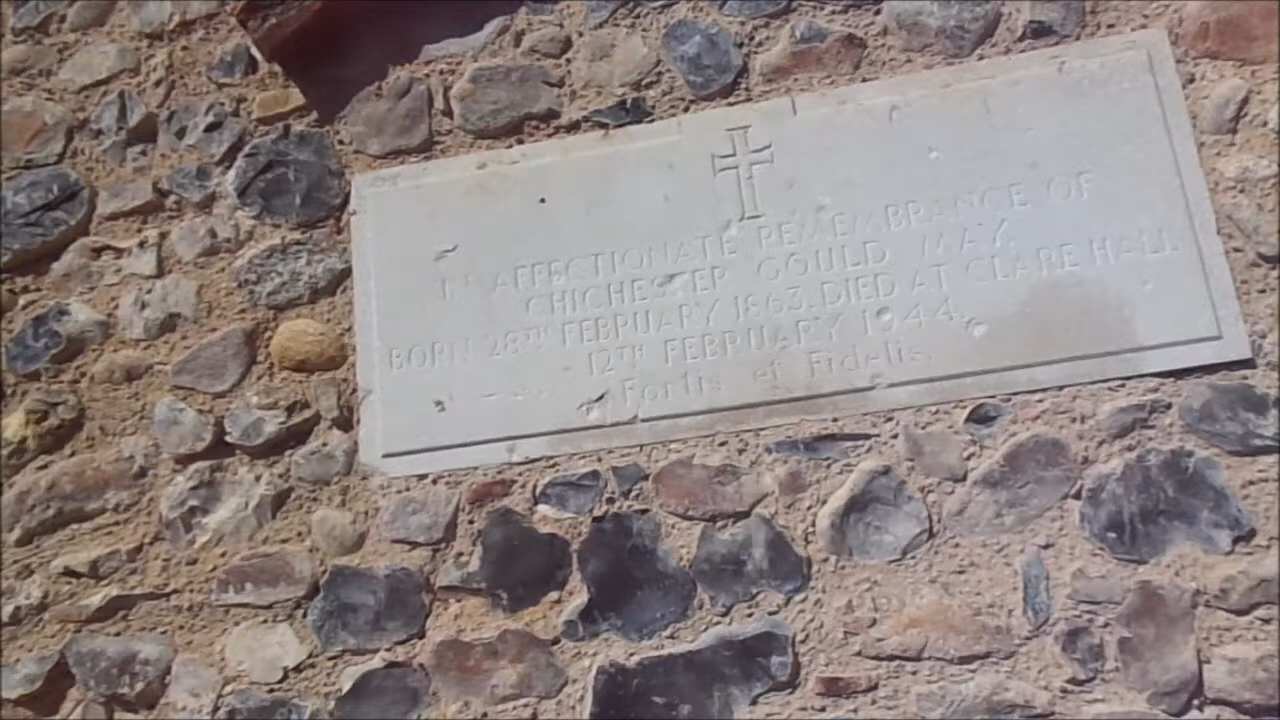 IN AFFECTIONATE REMEMBRANCE OF
CHICHESTER GOULD MAY.
BORN 28TH FEBRUARY 1863. DIED AT CLARE HALL
12TH FEBRUARY 1944.
Fortis et Fidelis.